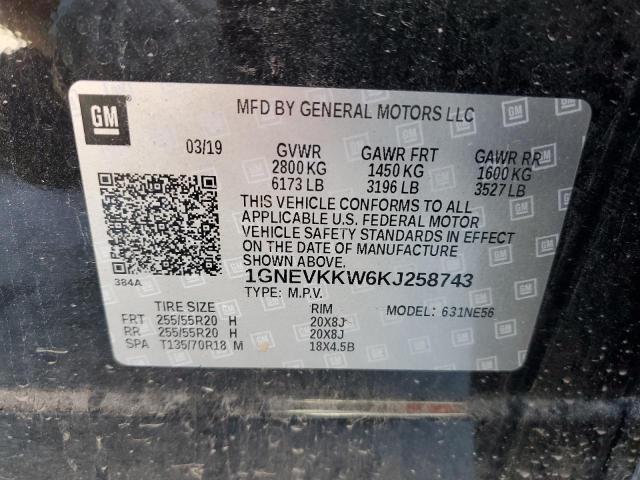 GM MFD BY GENERAL MOTORS LLC
03/19 GVWR GAWR FRT GAWR RR
2800 KG 1450 KG 1600 KG
6173 LB 3196 LB 3527 LB
THIS VEHICLE CONFORMS TO ALL
APPLICABLE U.S. FEDERAL MOTOR
VEHICLE SAFETY STANDARDS IN EFFECT
ON THE DATE OF MANUFACTURE
SHOWN ABOVE.
384A 1GNEVKKW6KJ258743
TYPE: M.P.V. MODEL: 631NE56
TIRE SIZE RIM
FRT 255/55R20 H 20X8J
RR 255/55R20 H 20X8J
SPA T135/70R18 M 18X4.5B